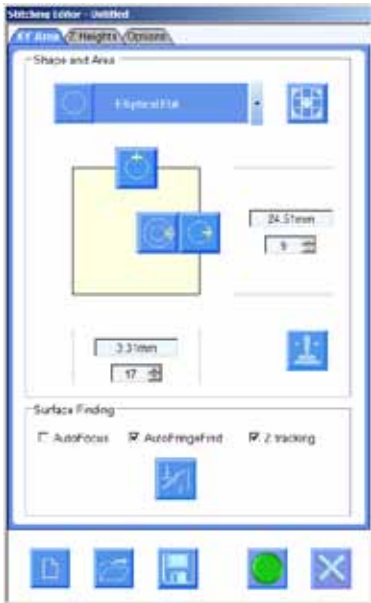 Stitching Editor - Untitled
XY Area Z Heights Options
Shape and Area
Elliptical Flat
24.51mm
9
3.31mm
17
Surface Finding
AutoFocus AutoFringeFind Z tracking